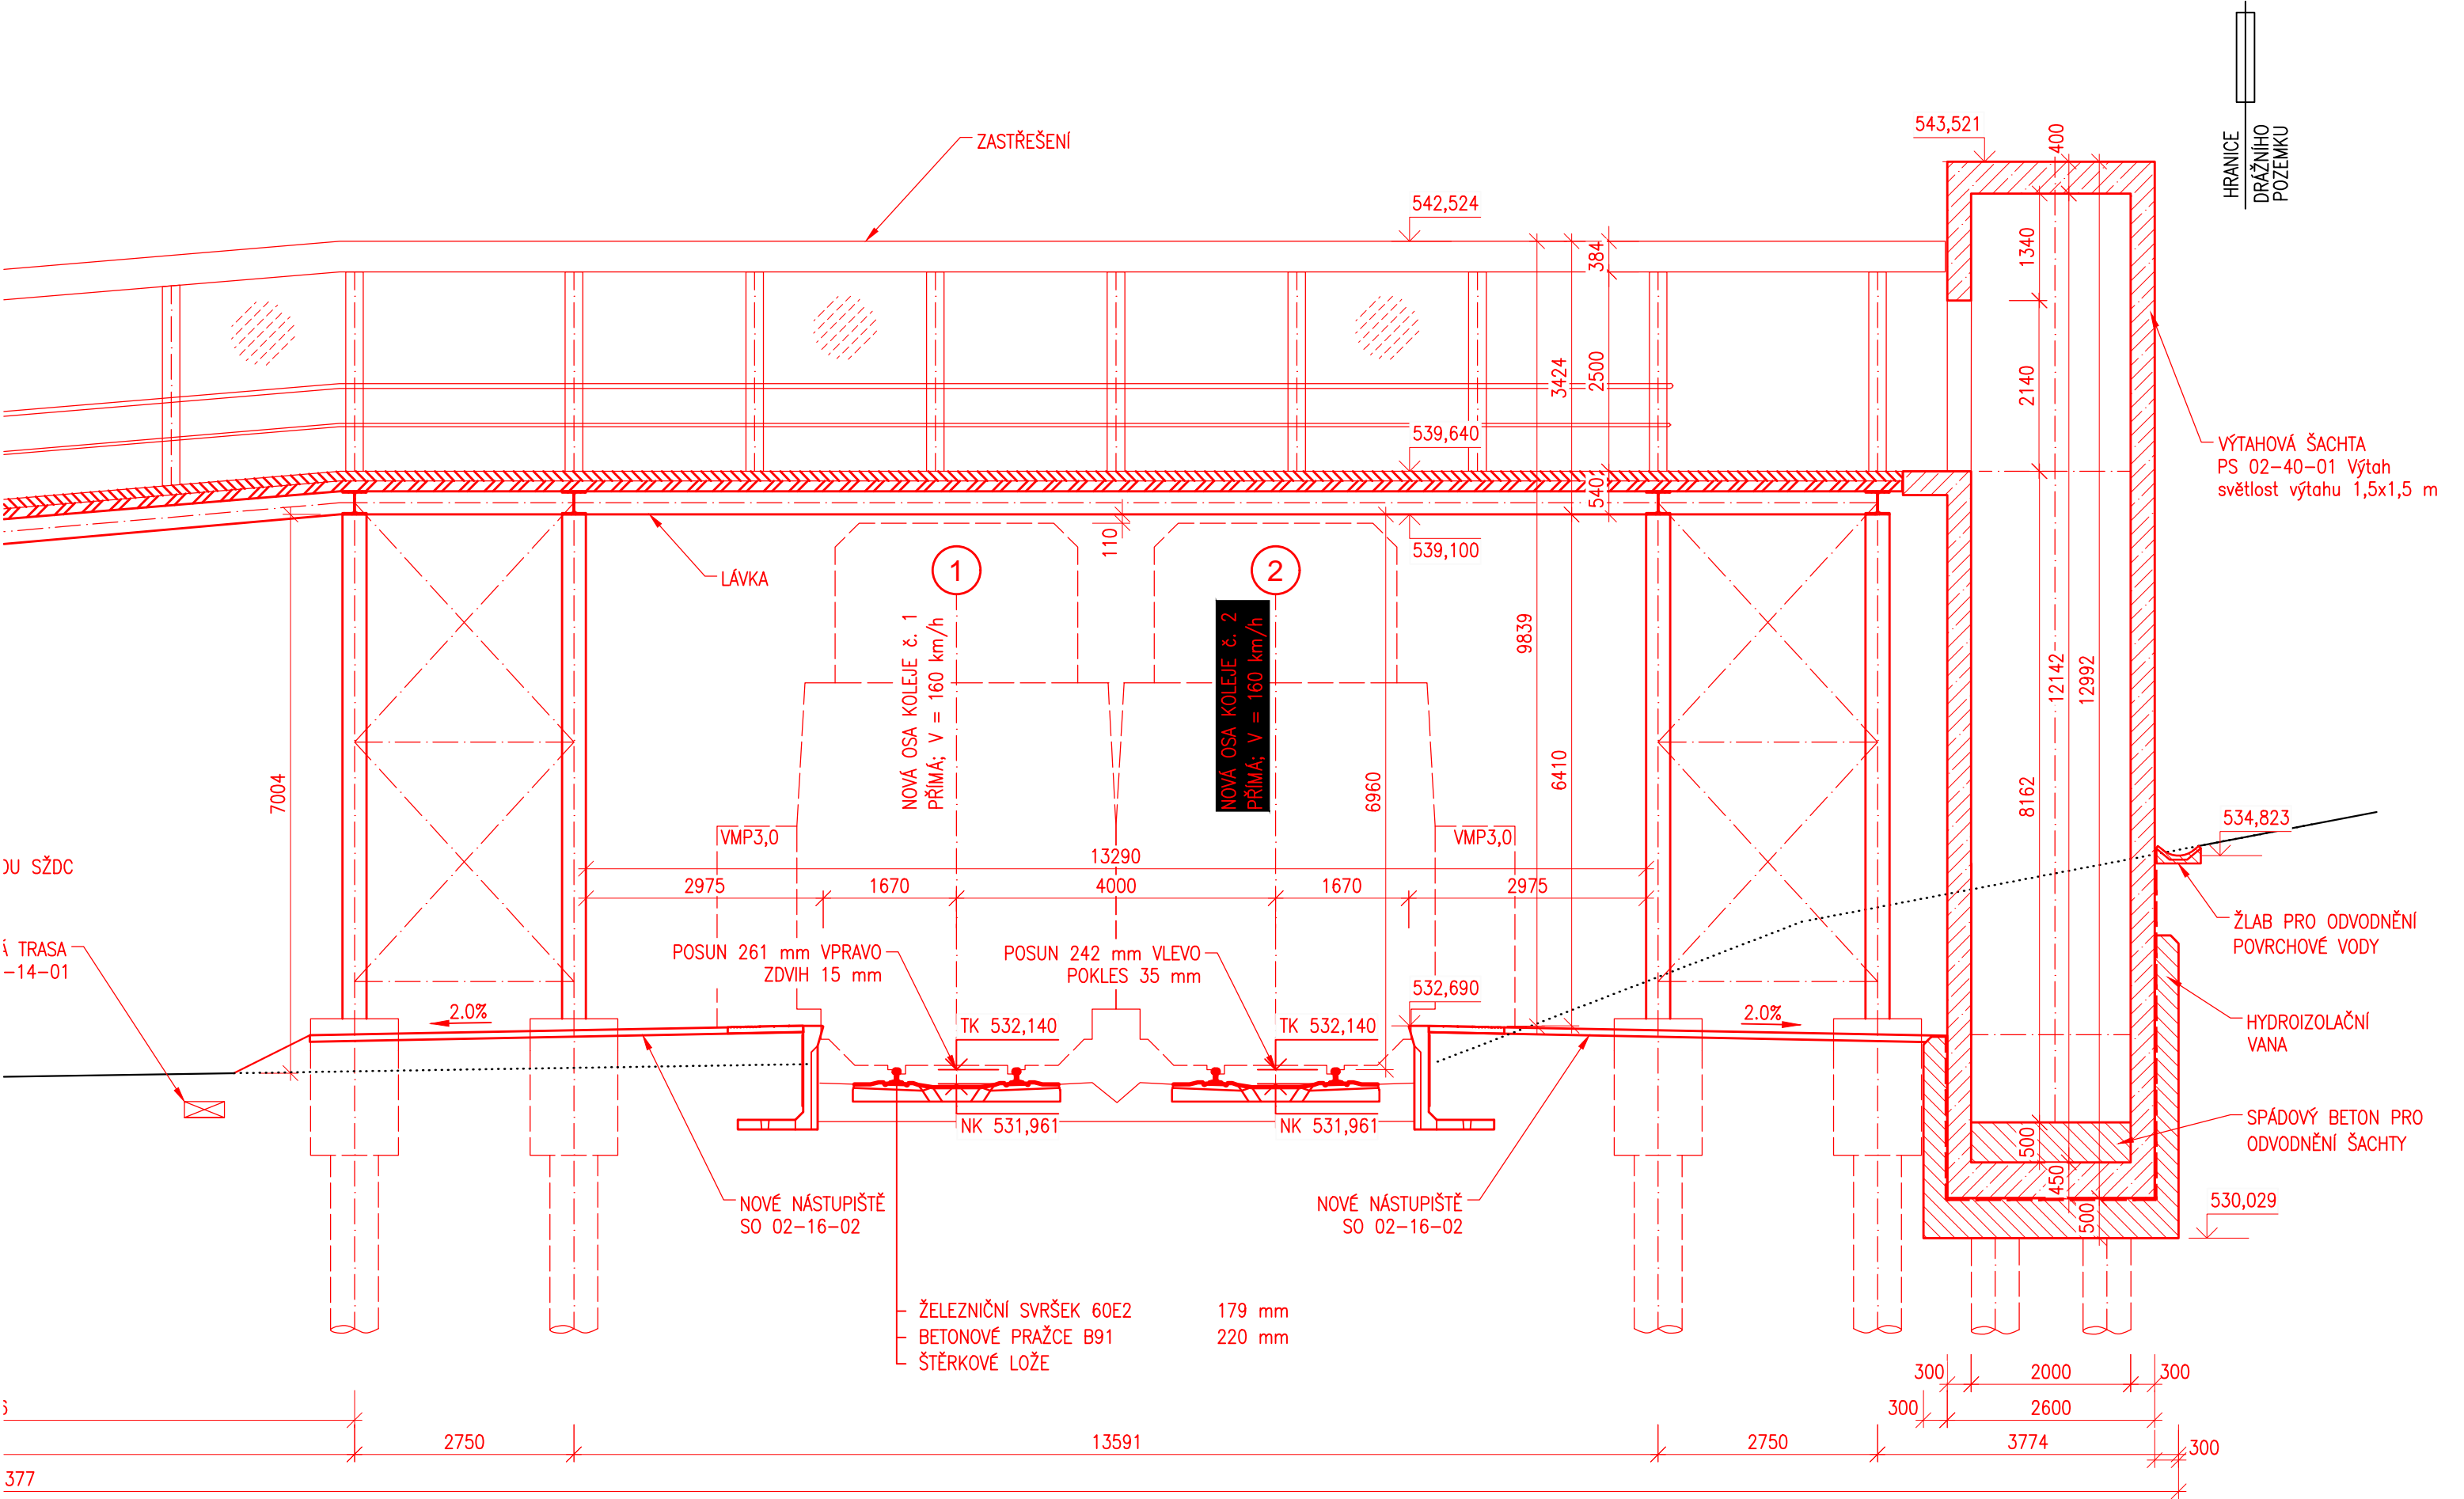 HRANICE
DRÁŽNÍHO
POZEMKU
543,521
400
ZASTŘEŠENÍ
542,524
384
1340
3424
2500
2140
539,640
VÝTAHOVÁ ŠACHTA
PS 02-40-01 Výtah
světlost výtahu 1,5x1,5 m
540
110
539,100
LÁVKA
1
2
NOVÁ OSA KOLEJE č. 1
PŘÍMÁ; V = 160 km/h
NOVÁ OSA KOLEJE č. 2
PŘÍMÁ; V = 160 km/h
9839
12142
12992
7004
6960
6410
8162
534,823
VMP3,0
VMP3,0
13290
OU SŽDC
2975
1670
4000
1670
2975
ŽLAB PRO ODVODNĚNÍ
POVRCHOVÉ VODY
Á TRASA
-14-01
POSUN 261 mm VPRAVO
ZDVIH 15 mm
POSUN 242 mm VLEVO
POKLES 35 mm
532,690
2.0%
2.0%
TK 532,140
TK 532,140
HYDROIZOLAČNÍ
VANA
NK 531,961
NK 531,961
SPÁDOVÝ BETON PRO
ODVODNĚNÍ ŠACHTY
500
450
500
530,029
NOVÉ NÁSTUPIŠTĚ
SO 02-16-02
NOVÉ NÁSTUPIŠTĚ
SO 02-16-02
ŽELEZNIČNÍ SVRŠEK 60E2 179 mm
BETONOVÉ PRAŽCE B91 220 mm
ŠTĚRKOVÉ LOŽE
300
2000
300
6
300
2600
2750
13591
2750
3774
300
377